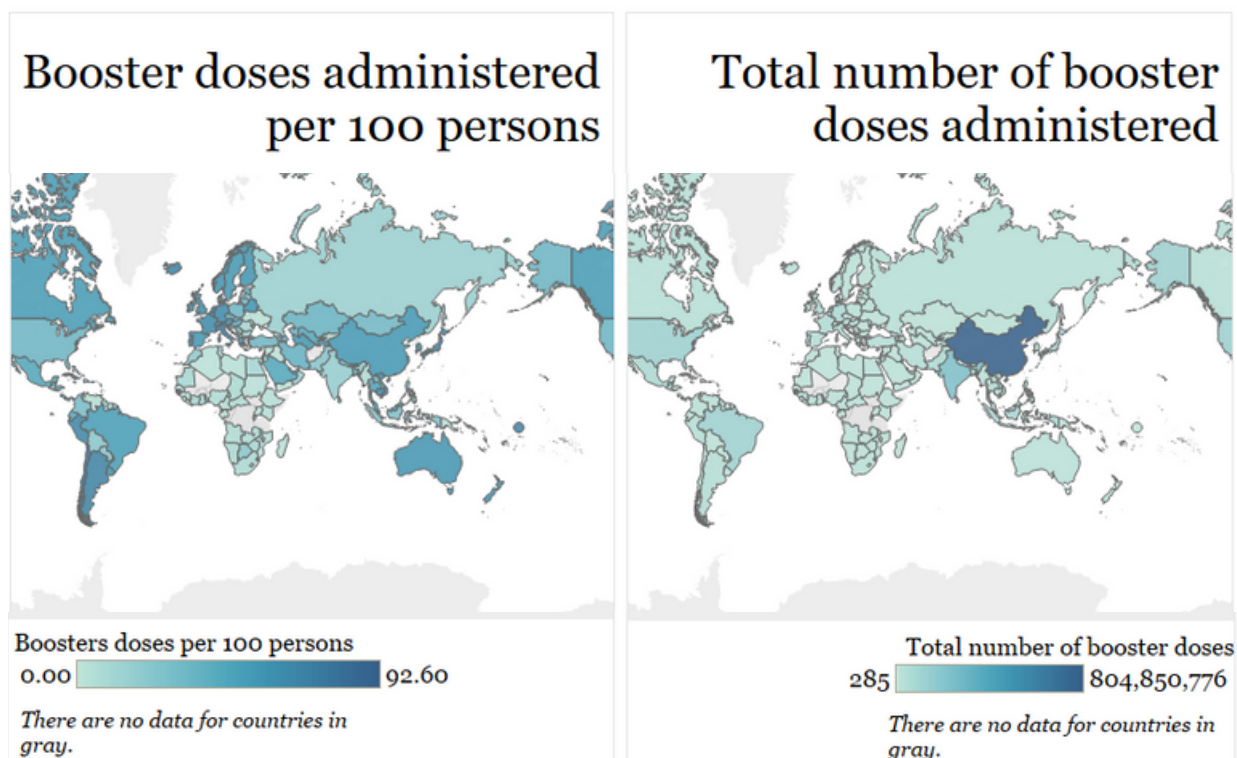 Booster doses administered
per 100 persons
Boosters doses per 100 persons
0.00 92.60
There are no data for countries in
gray.
Total number of booster
doses administered
Total number of booster doses
285 804,850,776
There are no data for countries in
gray.